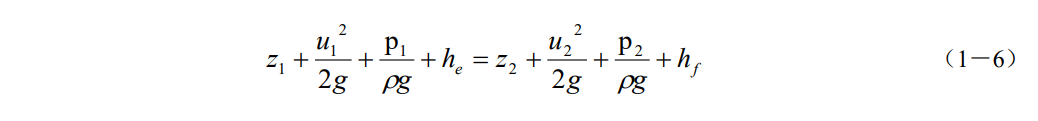 z₁ + u₁²/2g + p₁/ρg + hₑ = z₂ + u₂²/2g + p₂/ρg + h_f （1－6）